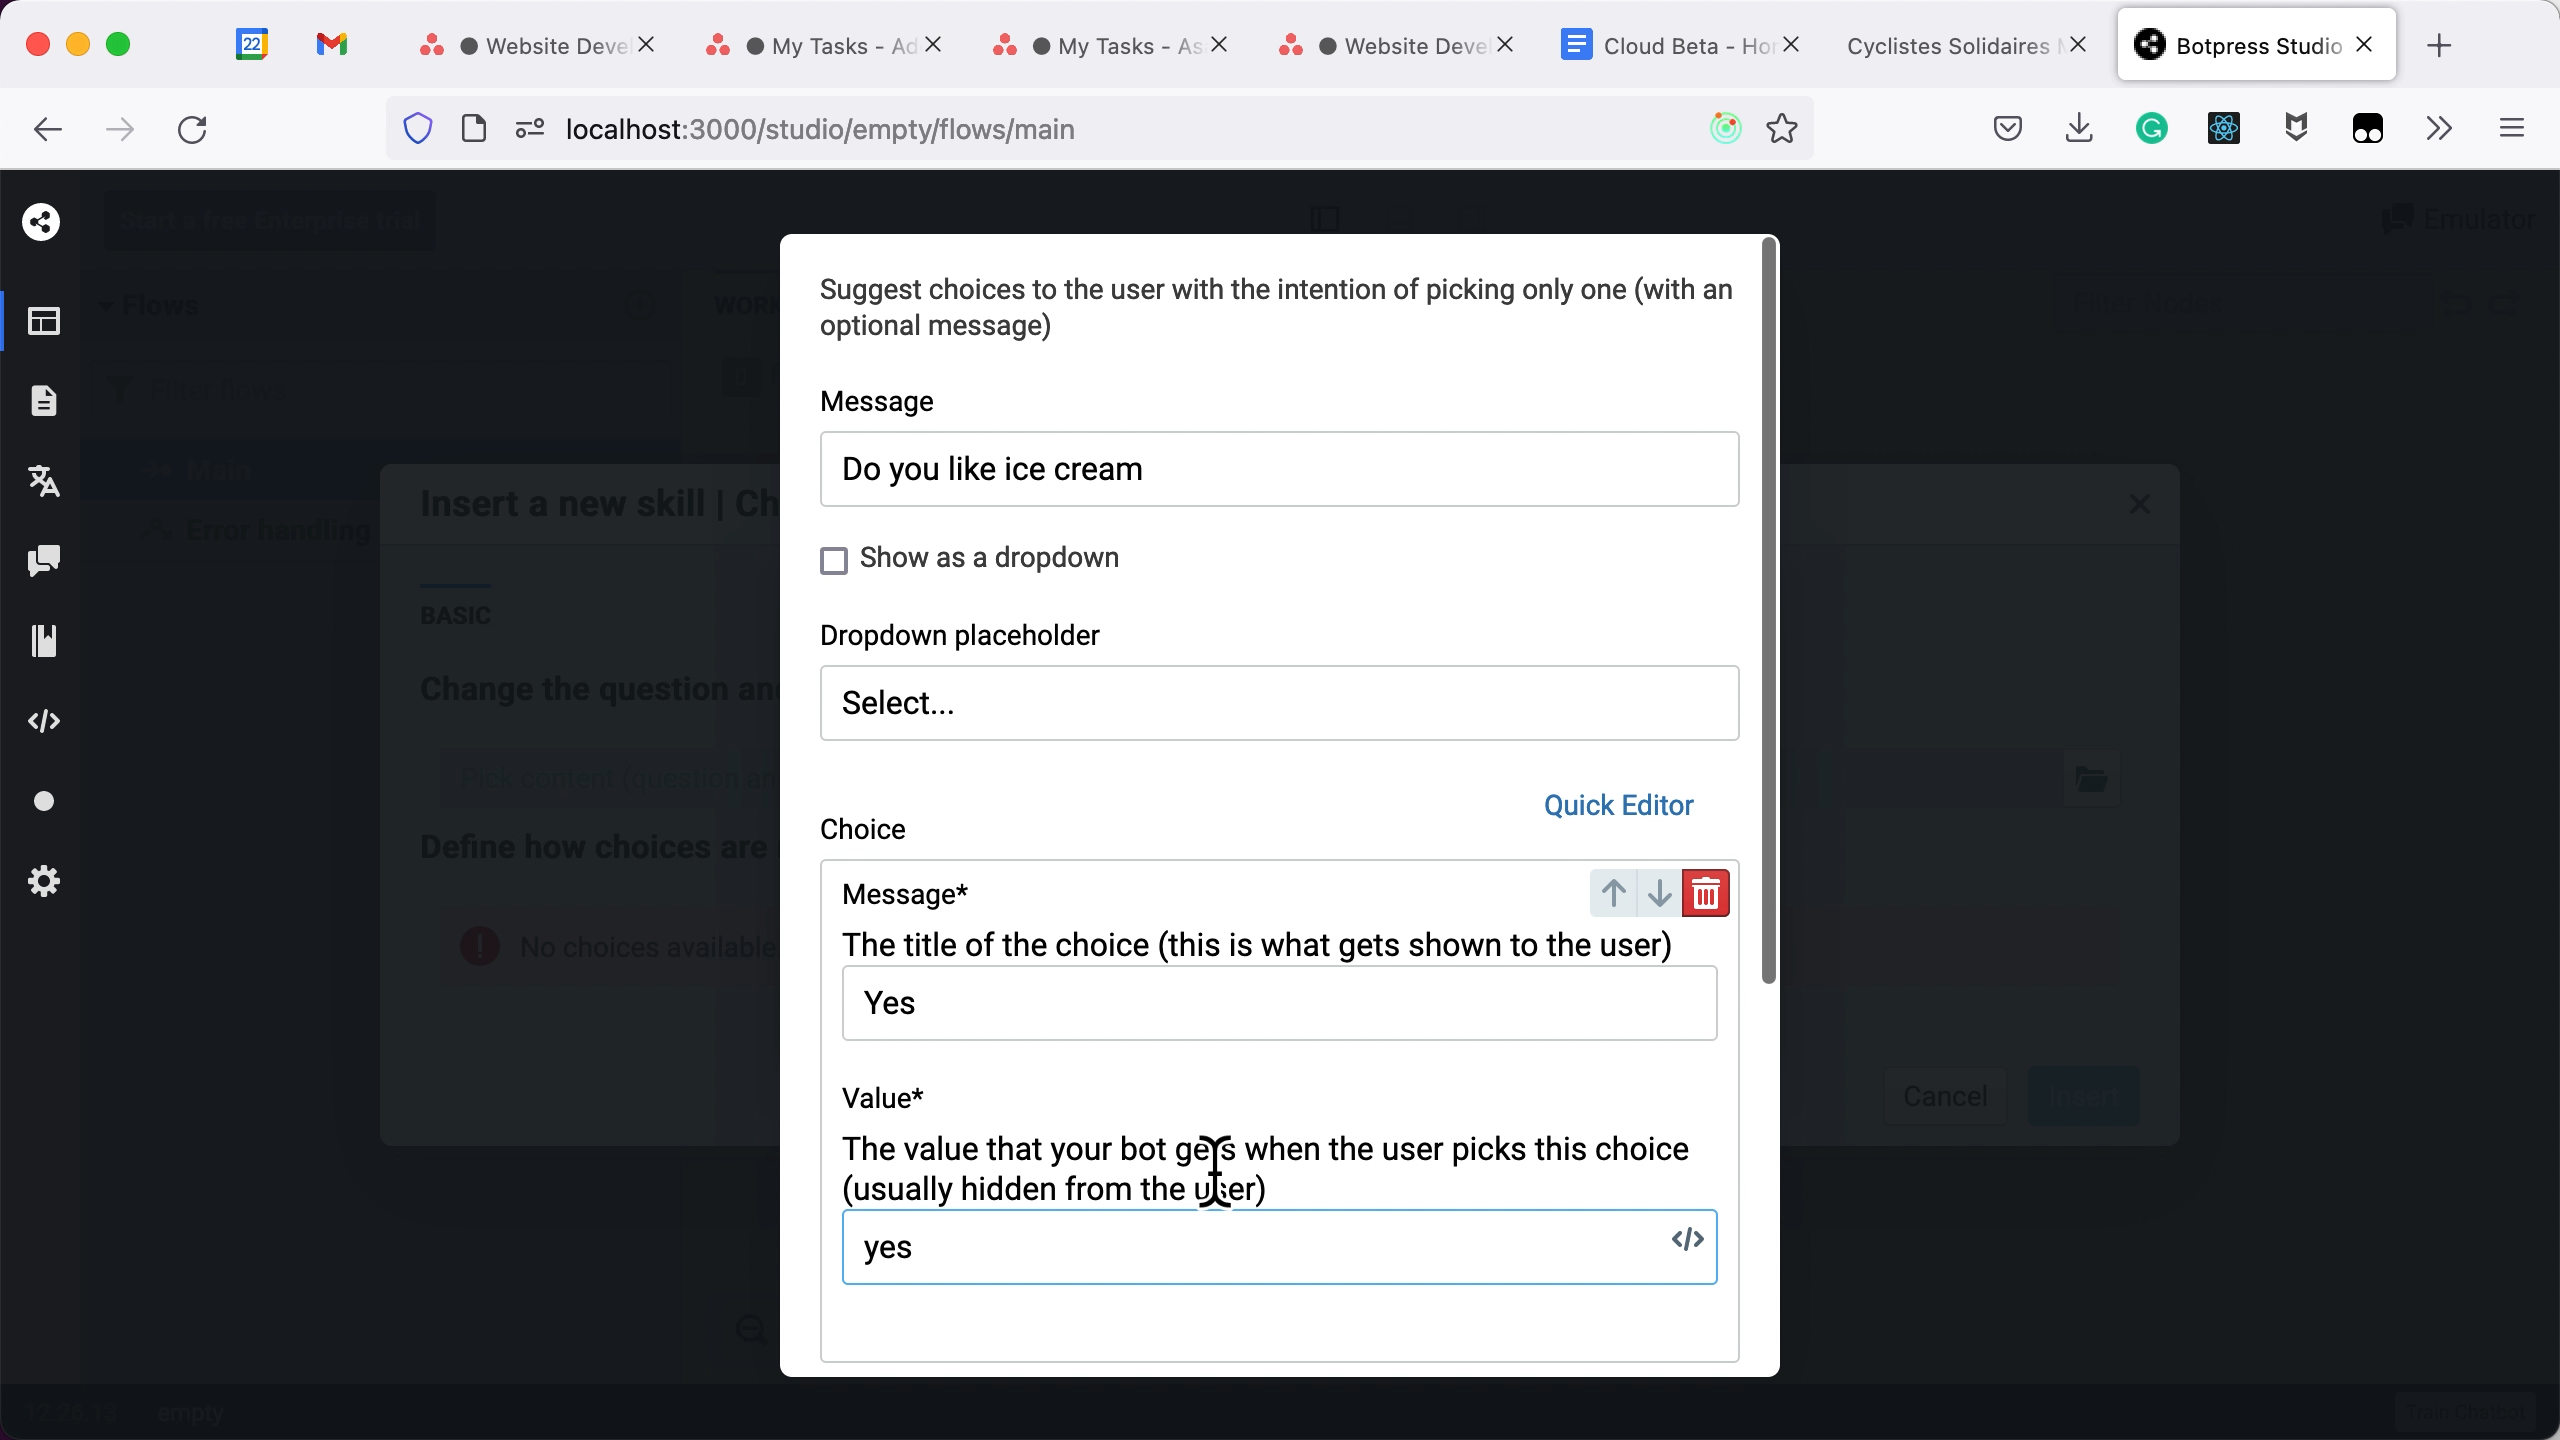 22
Website Deve
My Tasks - Ad
My Tasks - As
Website Devel
Cloud Beta - Hor
Cyclistes Solidaires
Botpress Studio
localhost:3000/studio/empty/flows/main
Start a free Enterprise trial
Emulator
Suggest choices to the user with the intention of picking only one (with an
optional message)
Flows
WORK
Filter Nodes
Filter flows
Message
Do you like ice cream
Main
Error handling
Insert a new skill | Ch
Show as a dropdown
BASIC
Dropdown placeholder
Select...
Change the question an
Pick content (question an
Quick Editor
Choice
Define how choices are
Message*
The title of the choice (this is what gets shown to the user)
No choices available
Yes
Value*
Cancel
Insert
The value that your bot gets when the user picks this choice
(usually hidden from the user)
yes
empty